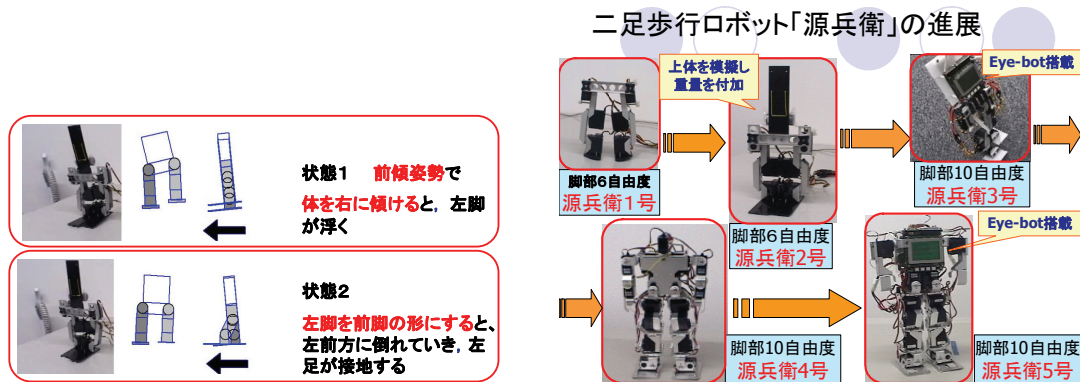 状態1 前傾姿勢で
体を右に傾けると, 左脚
が浮く
状態2
左脚を前脚の形にすると、
左前方に倒れていき, 左
足が接地する
二足歩行ロボット「源兵衛」の進展
上体を模擬し
重量を付加
Eye-bot搭載
脚部6自由度
源兵衛1号
脚部6自由度
源兵衛2号
脚部10自由度
源兵衛3号
Eye-bot搭載
脚部10自由度
源兵衛4号
脚部10自由度
源兵衛5号